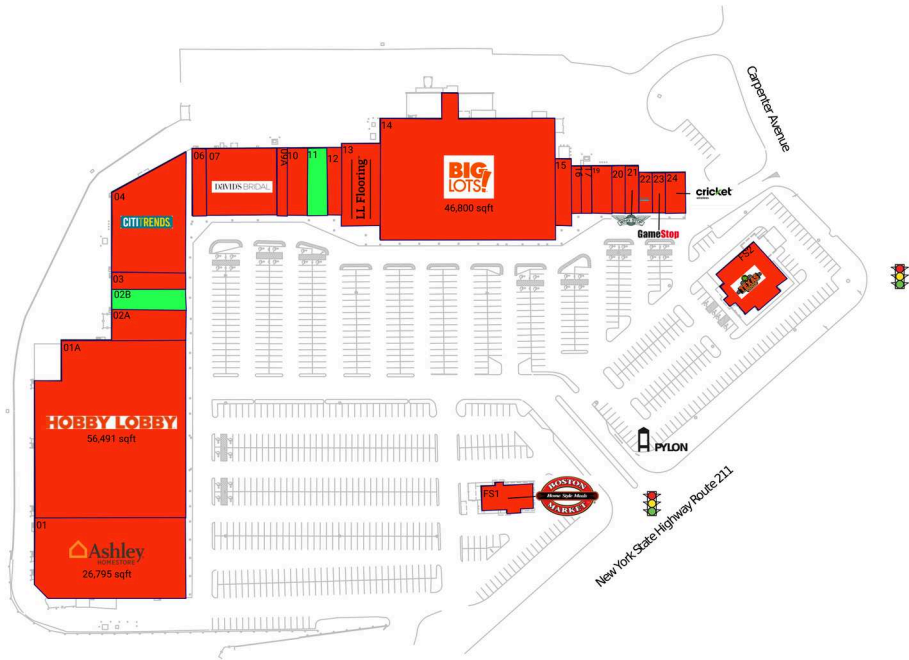 Carpenter Avenue
14
13
06
07
09A
10
11
12
DAVID'S BRIDAL
LL Flooring
BIG
LOTS!
46,800 sqft
15
16
17
19
20
21
22
23
24
cricket
GameStop
04
CITITRENDS
03
02B
02A
01A
HOBBY LOBBY
56,491 sqft
01
Ashley
HOMESTORE
26,795 sqft
FS2
PYLON
FS1
BOSTON
Home Style Meals
MARKET
New York State Highway Route 211